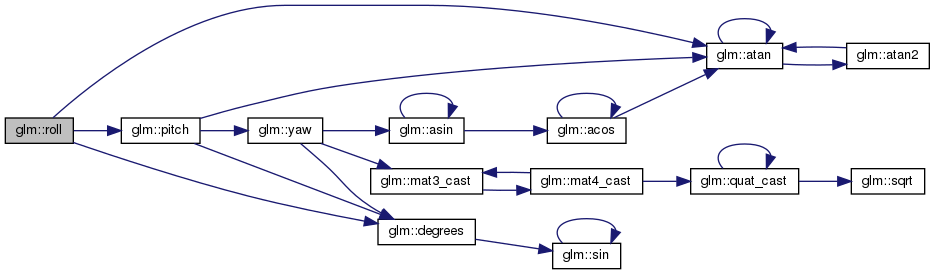 glm::roll
glm::pitch
glm::yaw
glm::asin
glm::acos
glm::atan
glm::atan2
glm::mat3_cast
glm::mat4_cast
glm::quat_cast
glm::sqrt
glm::degrees
glm::sin